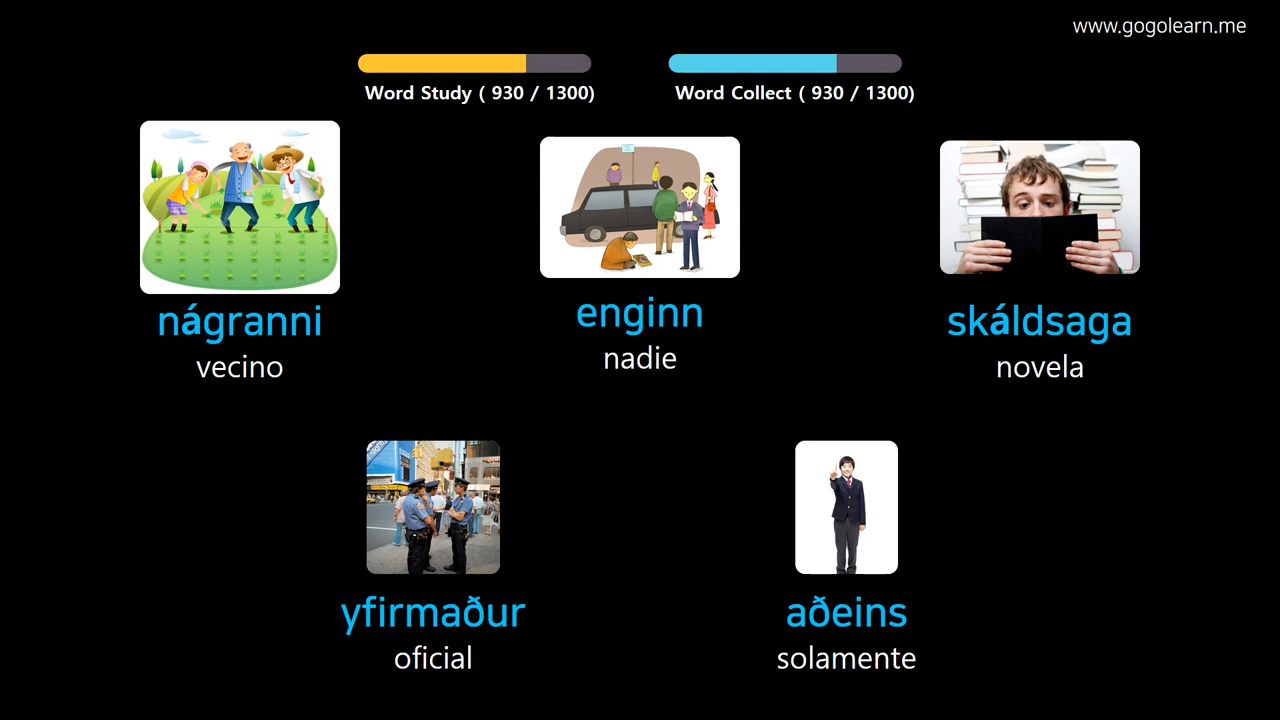 www.gogolearn.me
Word Study ( 930 / 1300)
Word Collect ( 930 / 1300)
nágranni
vecino
enginn
nadie
skáldsaga
novela
yfirmaður
oficial
aðeins
solamente